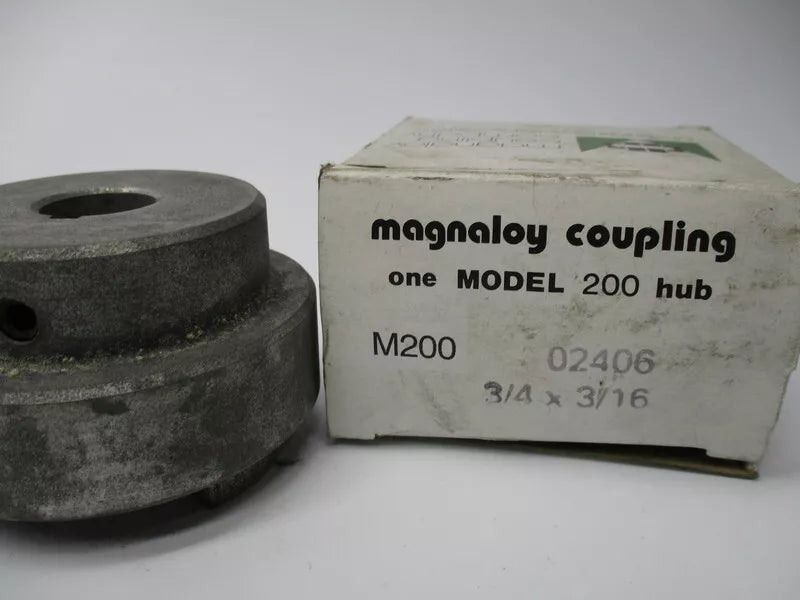 magnaloy coupling
one MODEL 200 hub
M200 02406
3/4 x 3/16